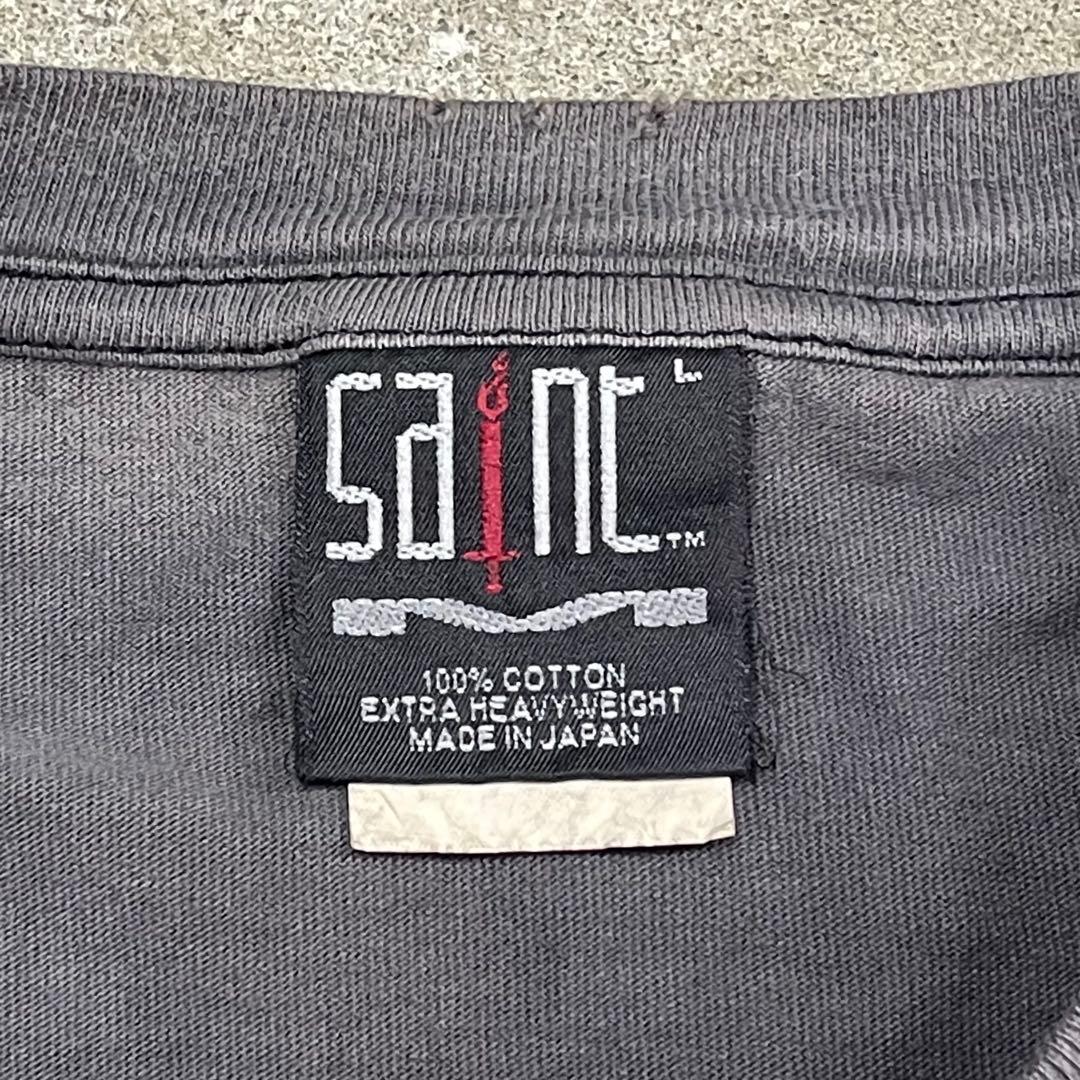 saint L
TM
100% COTTON
EXTRA HEAVYWEIGHT
MADE IN JAPAN